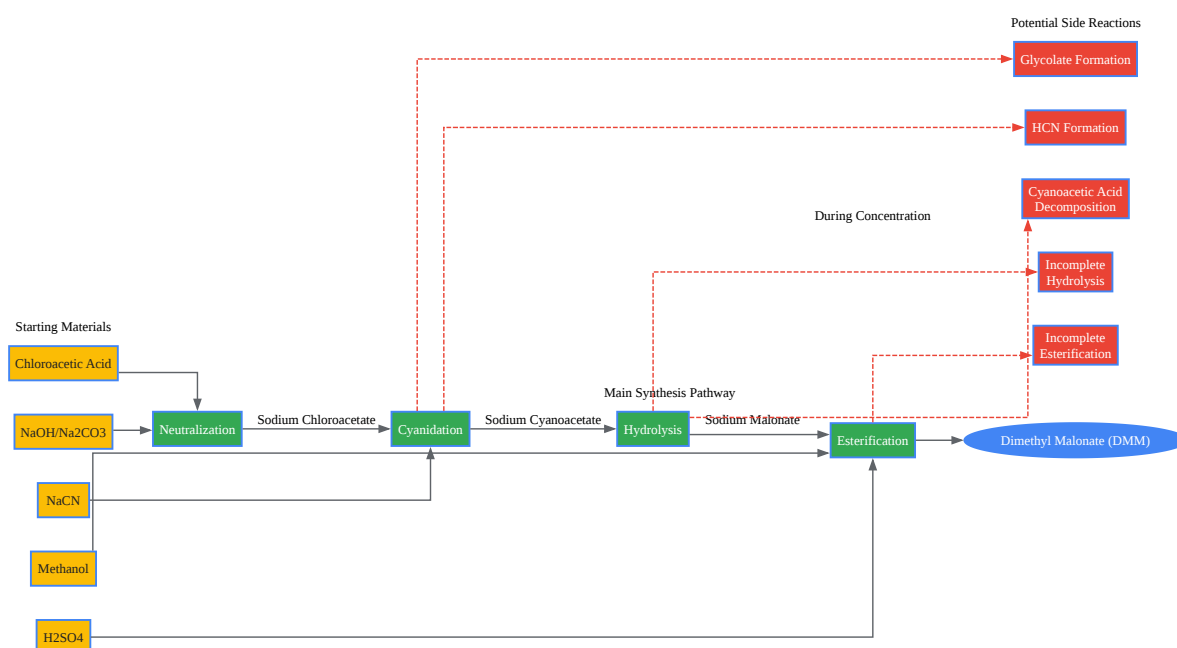 Potential Side Reactions
Glycolate Formation
HCN Formation
Cyanoacetic Acid
Decomposition
During Concentration
Incomplete
Hydrolysis
Starting Materials
Incomplete
Esterification
Chloroacetic Acid
Main Synthesis Pathway
NaOH/Na2CO3
Neutralization
Sodium Chloroacetate
Cyanidation
Sodium Cyanoacetate
Hydrolysis
Sodium Malonate
Esterification
Dimethyl Malonate (DMM)
NaCN
Methanol
H2SO4